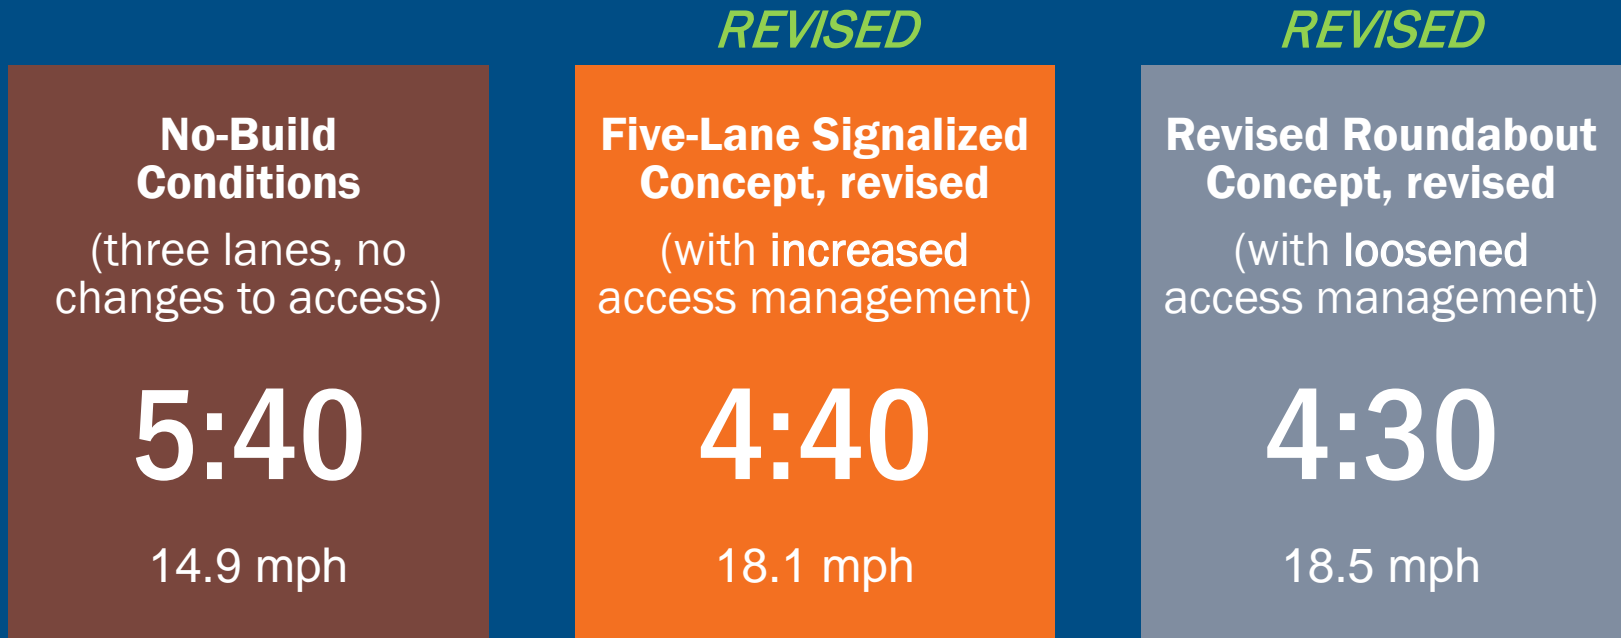 REVISED
REVISED
No-Build
Conditions
(three lanes, no
changes to access)
5:40
14.9 mph
Five-Lane Signalized
Concept, revised
(with increased
access management)
4:40
18.1 mph
Revised Roundabout
Concept, revised
(with loosened
access management)
4:30
18.5 mph